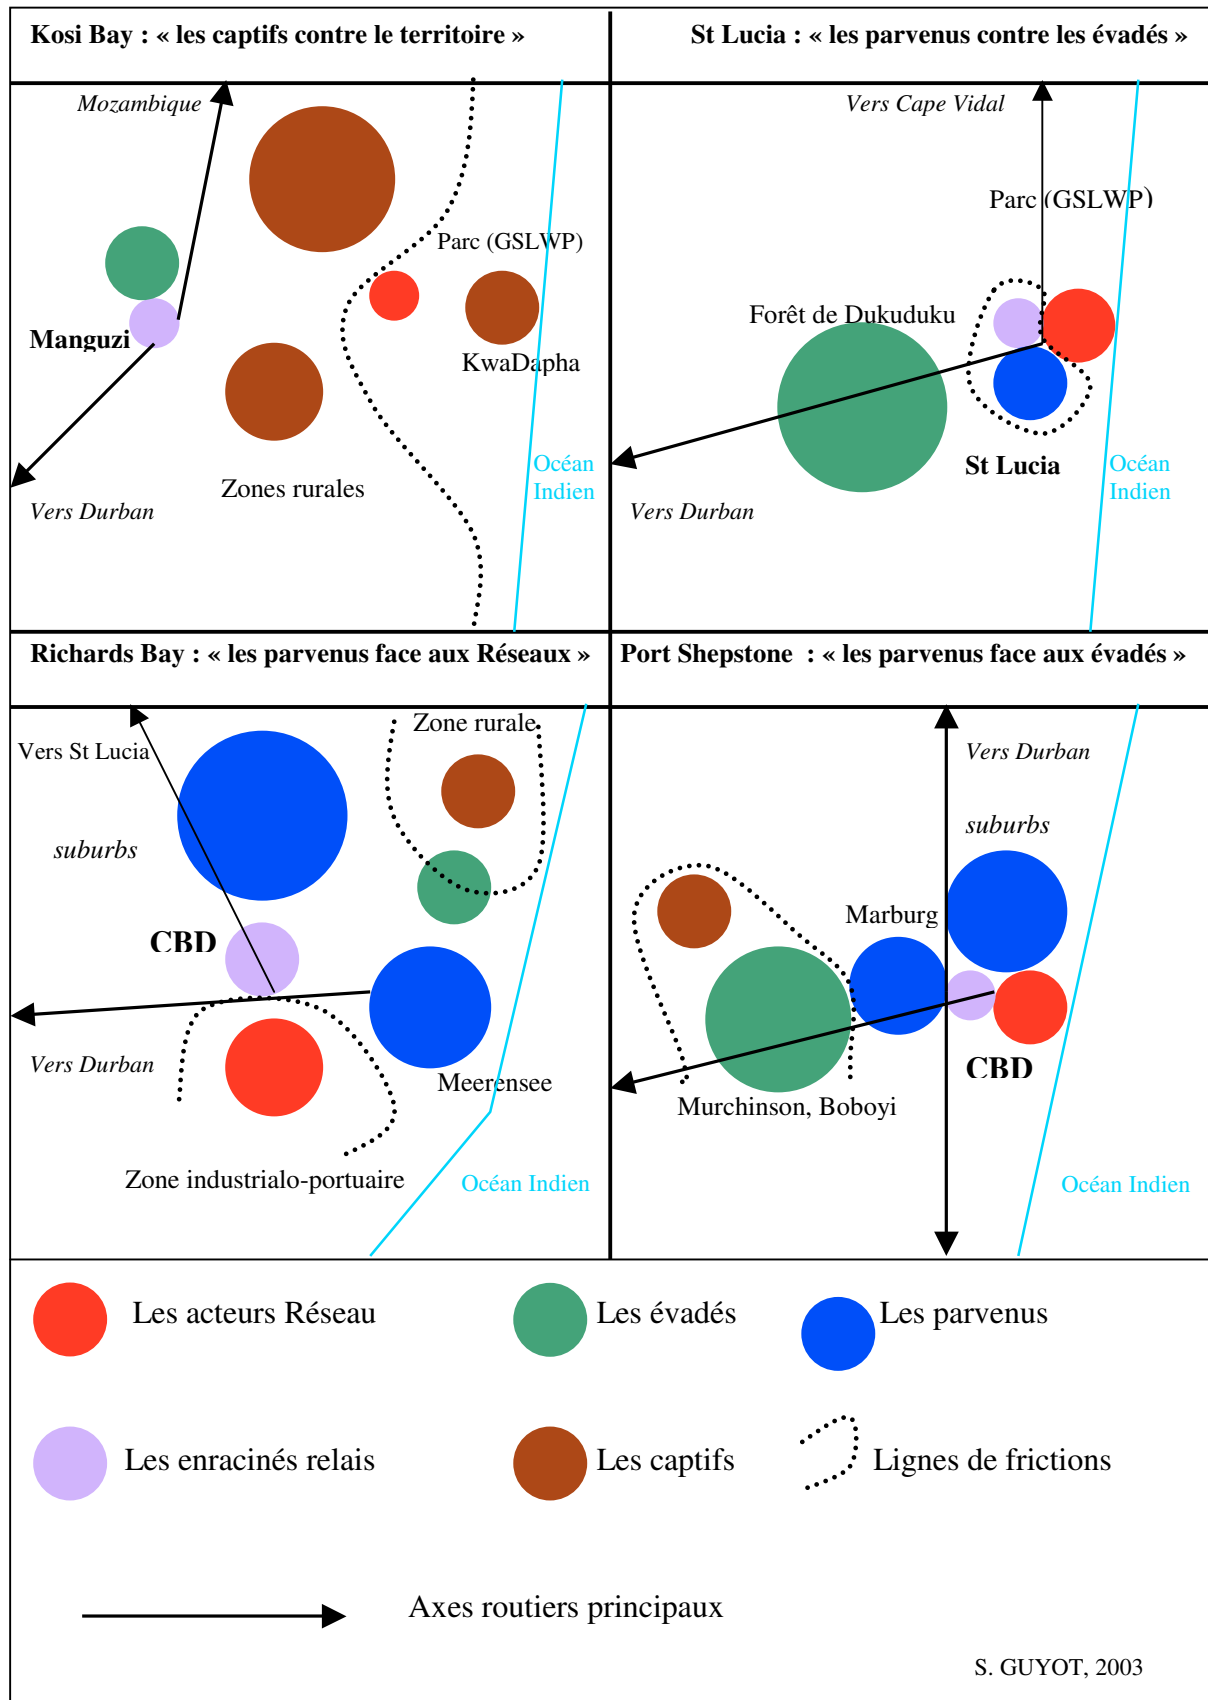 Kosi Bay : « les captifs contre le territoire »
St Lucia : « les parvenus contre les évadés »
Mozambique
Parc (GSLWP)
Manguzi
KwaDapha
Océan
Indien
Zones rurales
Vers Durban
Vers Cape Vidal
Parc (GSLWP)
Forêt de Dukuduku
St Lucia
Océan
Indien
Vers Durban
Richards Bay : « les parvenus face aux Réseaux »
Port Shepstone : « les parvenus face aux évadés »
Zone rurale
Vers St Lucia
suburbs
CBD
Vers Durban
Meerensee
Zone industrialo-portuaire
Océan Indien
Vers Durban
suburbs
Marburg
CBD
Murchinson, Boboyi
Océan Indien
Les acteurs Réseau
Les évadés
Les parvenus
Les enracinés relais
Les captifs
Lignes de frictions
Axes routiers principaux
S. GUYOT, 2003